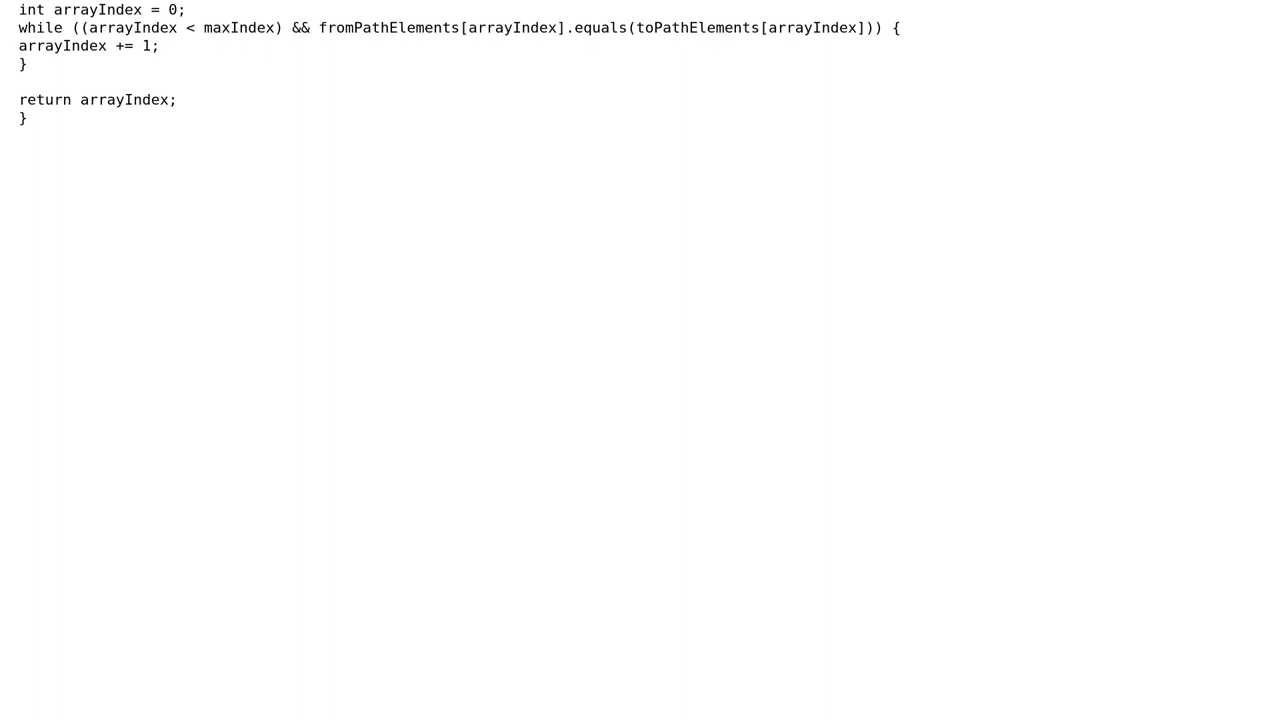 int arrayIndex = 0;
while ((arrayIndex < maxIndex) && fromPathElements[arrayIndex].equals(toPathElements[arrayIndex])) {
arrayIndex += 1;
}

return arrayIndex;
}